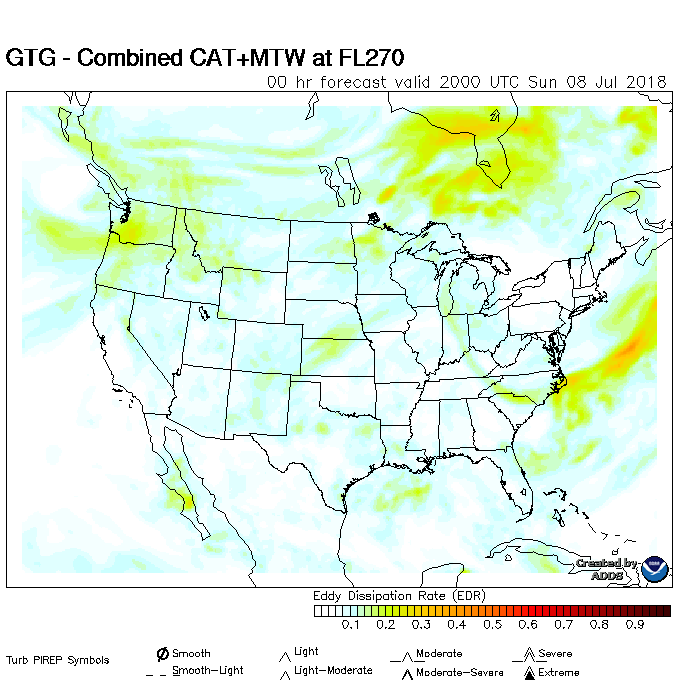 GTG - Combined CAT+MTW at FL270
00 hr forecast valid 2000 UTC Sun 08 Jul 2018
Created by
ADDS
Eddy Dissipation Rate (EDR)
0.1 0.2 0.3 0.4 0.5 0.6 0.7 0.8 0.9
Turb PIREP Symbols
Smooth Light Moderate Severe
Smooth-Light Light-Moderate Moderate-Severe Extreme